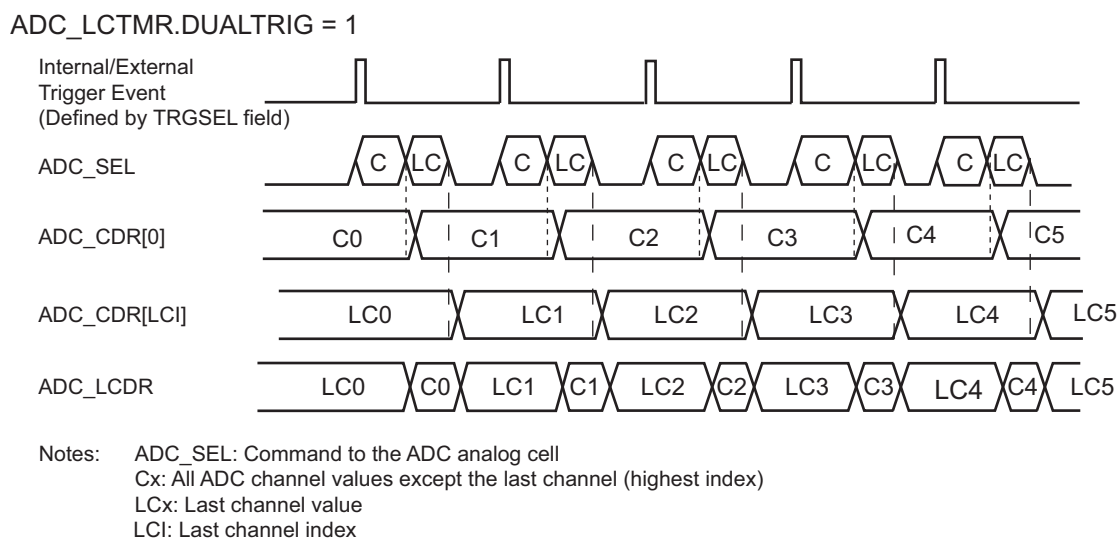 ADC_LCTMR.DUALTRIG = 1
Internal/External
Trigger Event
(Defined by TRGSEL field)
ADC_SEL
C LC C LC C LC C LC C LC
ADC_CDR[0]
C0 C1 C2 C3 C4 C5
ADC_CDR[LCI]
LC0 LC1 LC2 LC3 LC4 LC5
ADC_LCDR
LC0 C0 LC1 C1 LC2 C2 LC3 C3 LC4 C4 LC5
Notes: ADC_SEL: Command to the ADC analog cell
Cx: All ADC channel values except the last channel (highest index)
LCx: Last channel value
LCI: Last channel index